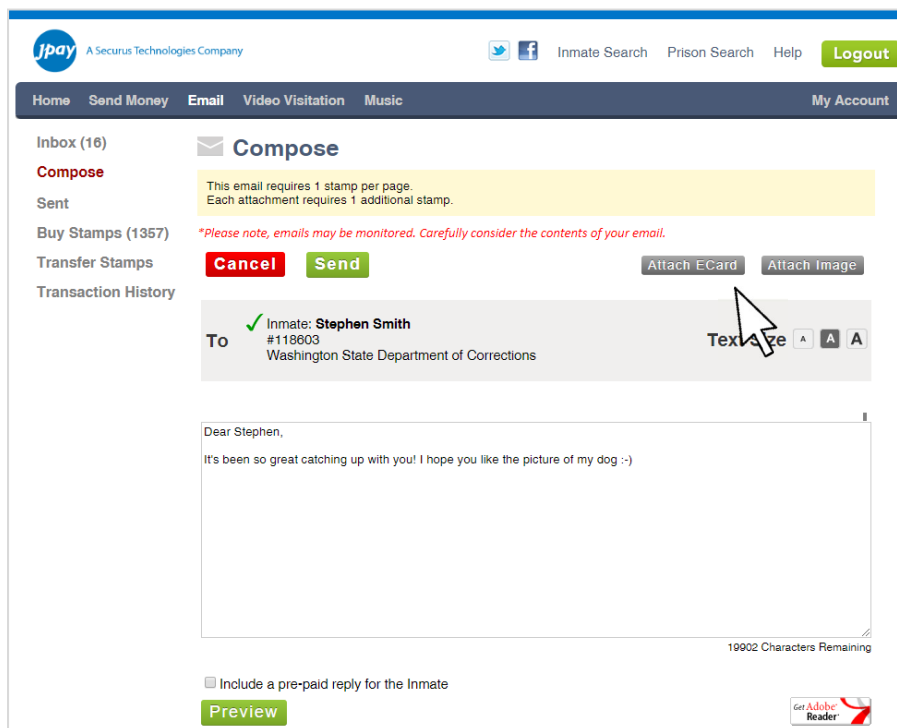 Jpay A Securus Technologies Company
Inmate Search Prison Search Help Logout
Home Send Money Email Video Visitation Music My Account
Inbox (16)
Compose
Sent
Buy Stamps (1357)
Transfer Stamps
Transaction History
Compose
This email requires 1 stamp per page.
Each attachment requires 1 additional stamp.
*Please note, emails may be monitored. Carefully consider the contents of your email.
Cancel Send Attach ECard Attach Image
To
Inmate: Stephen Smith
#118603
Washington State Department of Corrections
Text Size A A A
Dear Stephen,
It's been so great catching up with you! I hope you like the picture of my dog :-)
19902 Characters Remaining
Include a pre-paid reply for the Inmate
Preview
Get Adobe
Reader